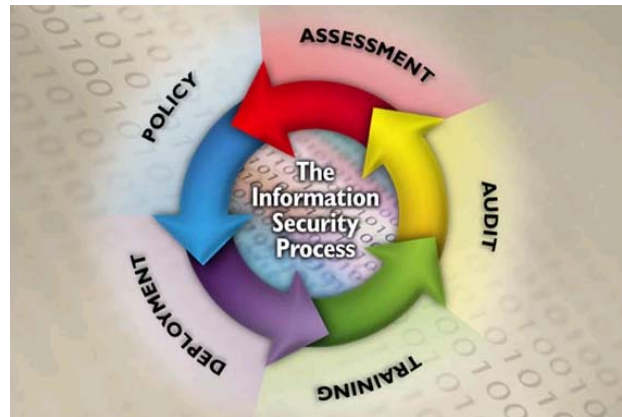 ASSESSMENT
POLICY
AUDIT
The
Information
Security
Process
DEPLOYMENT
TRAINING